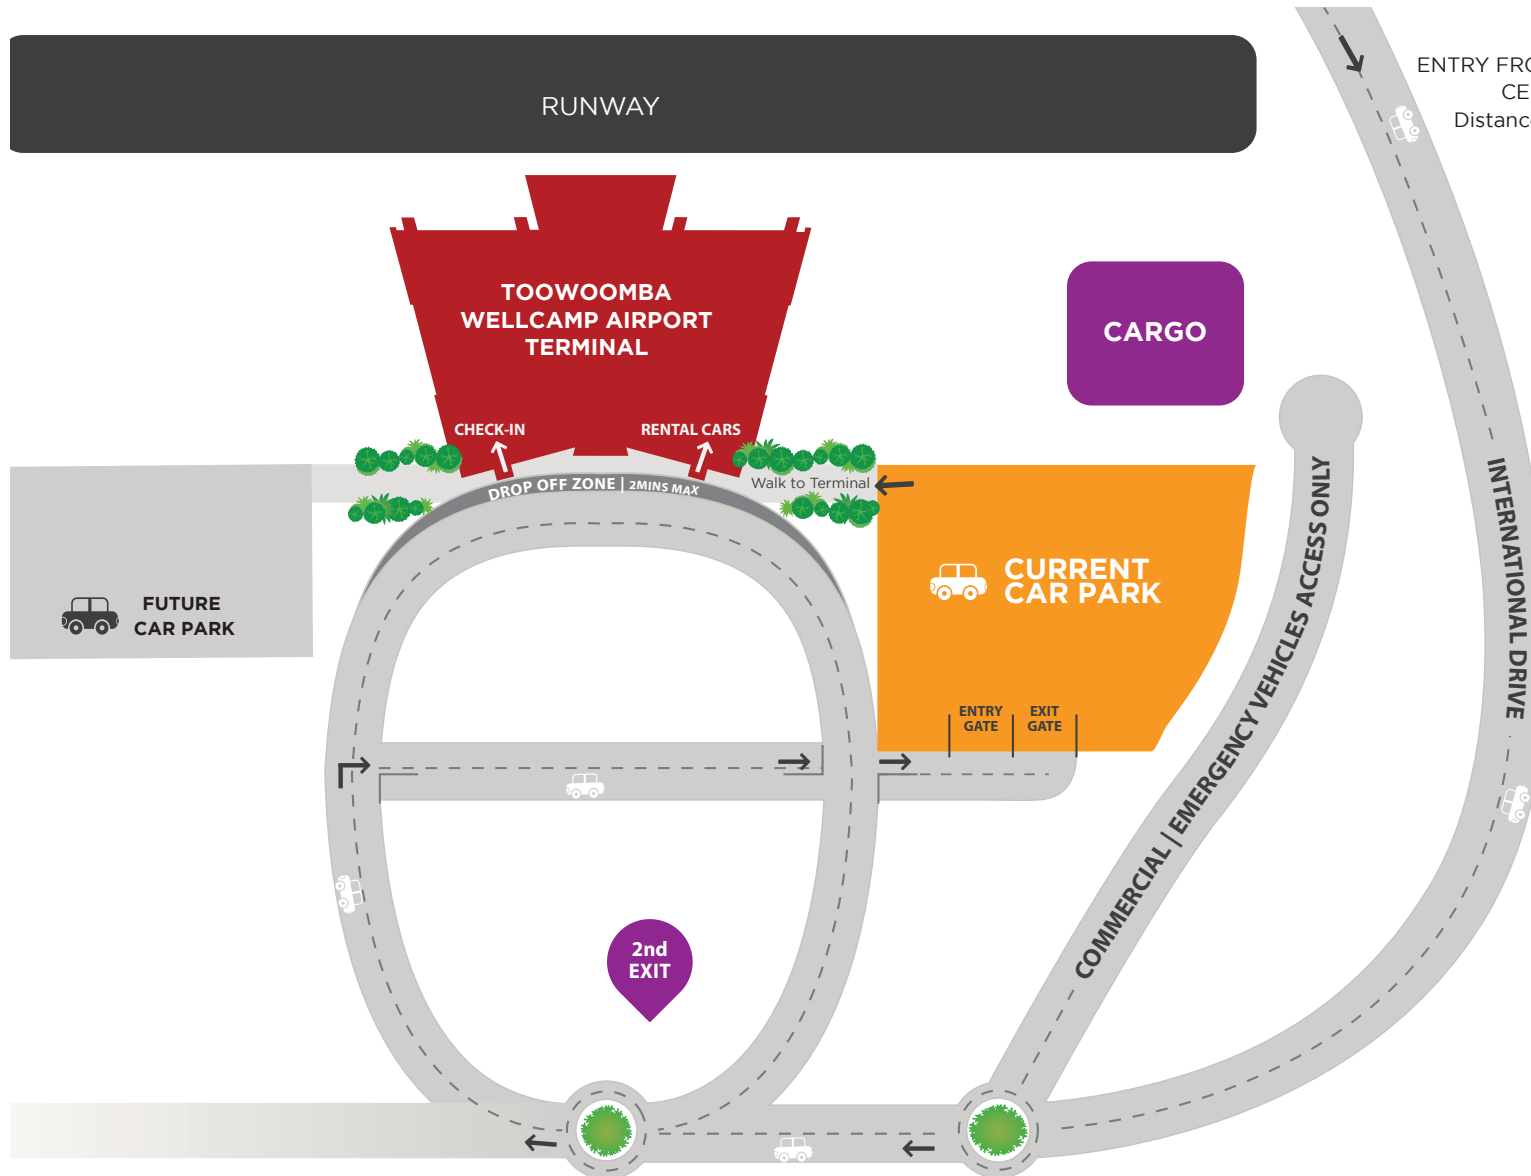 RUNWAY
ENTRY FRO
CE
Distance
TOOWOOMBA
WELLCAMP AIRPORT
TERMINAL
CARGO
CHECK-IN
RENTAL CARS
DROP OFF ZONE | 2MINS MAX
Walk to Terminal
FUTURE
CAR PARK
CURRENT
CAR PARK
ENTRY
GATE
EXIT
GATE
COMMERCIAL | EMERGENCY VEHICLES ACCESS ONLY
INTERNATIONAL DRIVE
2nd
EXIT